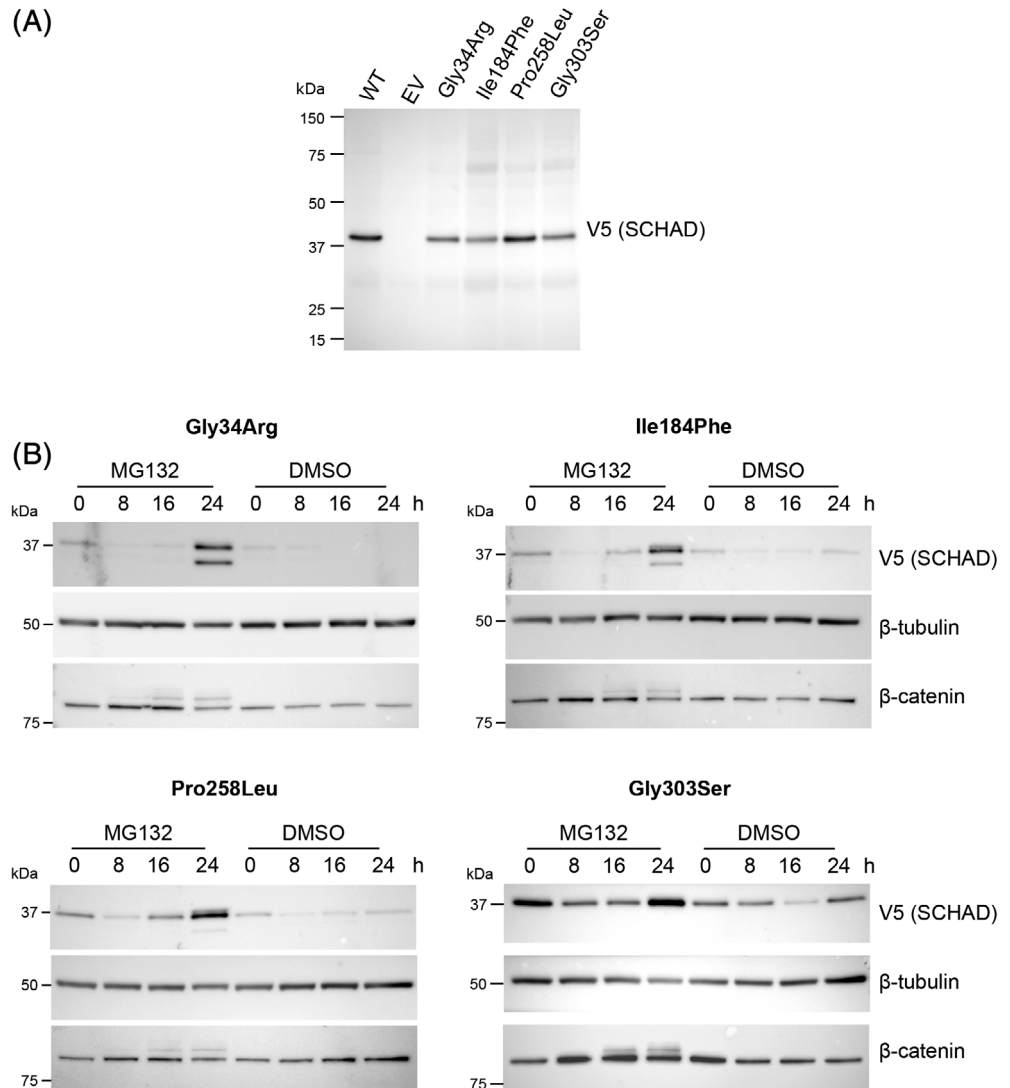 (A)
kDa WT EV Gly34Arg Ile184Phe Pro258Leu Gly303Ser
150
75
50
V5 (SCHAD)
37
25
15
(B)
Gly34Arg
MG132 DMSO
0 8 16 24 0 8 16 24 h
kDa
37
50
75
Ile184Phe
MG132 DMSO
0 8 16 24 0 8 16 24 h
kDa
37 V5 (SCHAD)
50 β-tubulin
β-catenin
75
Pro258Leu
MG132 DMSO
0 8 16 24 0 8 16 24 h
kDa
37
50
75
Gly303Ser
MG132 DMSO
0 8 16 24 0 8 16 24 h
kDa
37 V5 (SCHAD)
50 β-tubulin
β-catenin
75